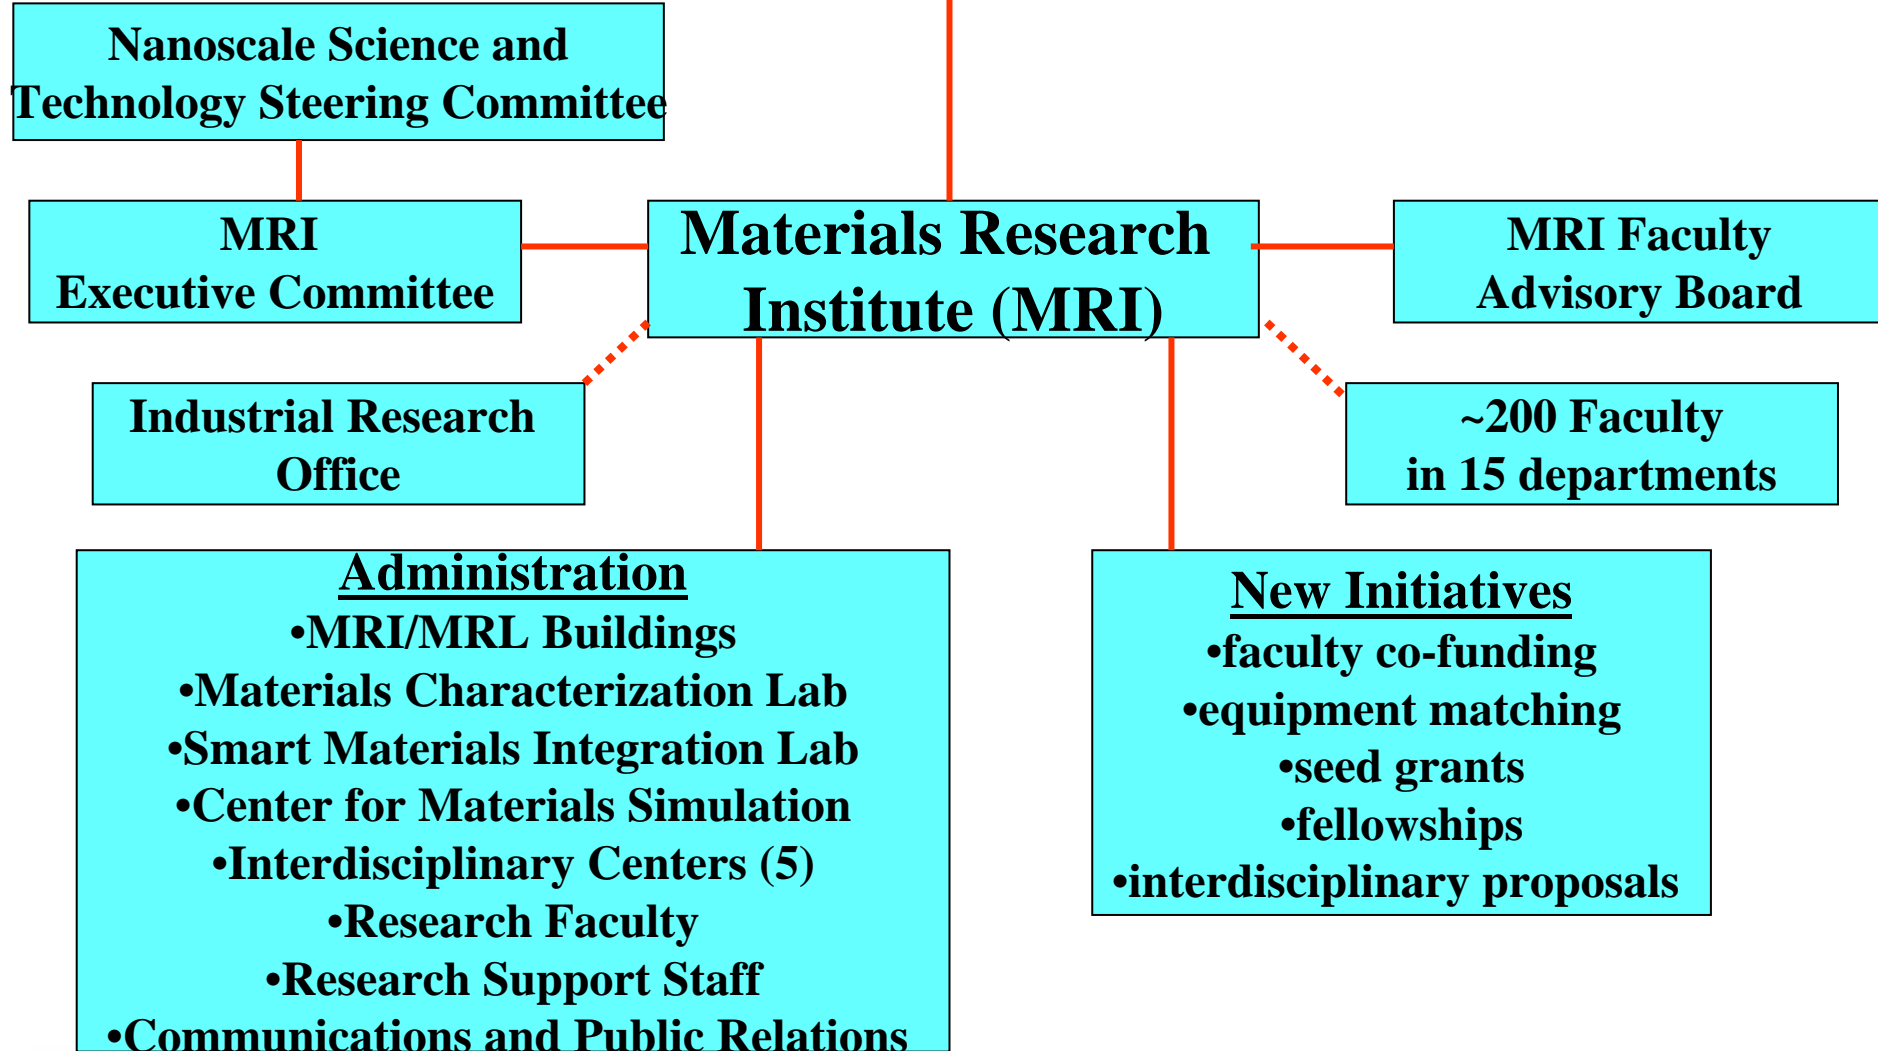 Nanoscale Science and
Technology Steering Committee
MRI
Executive Committee
Materials Research
Institute (MRI)
MRI Faculty
Advisory Board
Industrial Research
Office
~200 Faculty
in 15 departments
Administration
•MRI/MRL Buildings
•Materials Characterization Lab
•Smart Materials Integration Lab
•Center for Materials Simulation
•Interdisciplinary Centers (5)
•Research Faculty
•Research Support Staff
•Communications and Public Relations
New Initiatives
•faculty co-funding
•equipment matching
•seed grants
•fellowships
•interdisciplinary proposals